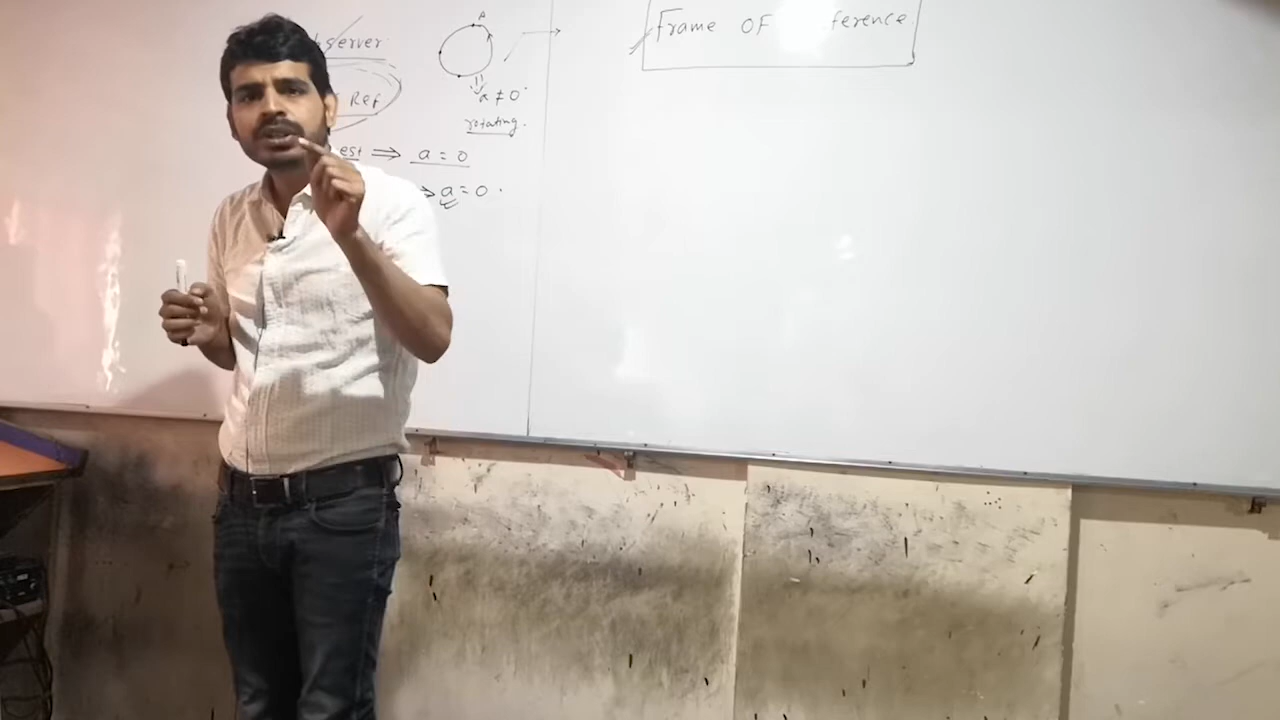 Frame OF ference
server
Ref
A
a ≠ 0
rotating.
est ⇒ a = 0
a = 0